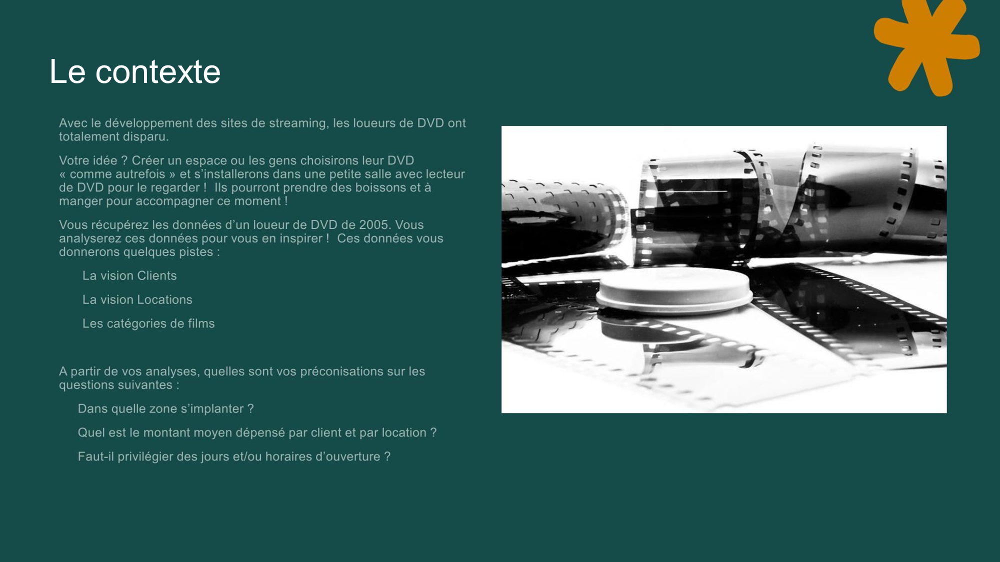 Le contexte
Avec le développement des sites de streaming, les loueurs de DVD ont
totalement disparu.
Votre idée ? Créer un espace ou les gens choisirons leur DVD
« comme autrefois » et s’installerons dans une petite salle avec lecteur
de DVD pour le regarder !  Ils pourront prendre des boissons et à
manger pour accompagner ce moment !
Vous récupérez les données d’un loueur de DVD de 2005. Vous
analyserez ces données pour vous en inspirer !  Ces données vous
donnerons quelques pistes :
La vision Clients
La vision Locations
Les catégories de films
A partir de vos analyses, quelles sont vos préconisations sur les
questions suivantes :
Dans quelle zone s’implanter ?
Quel est le montant moyen dépensé par client et par location ?
Faut-il privilégier des jours et/ou horaires d’ouverture ?